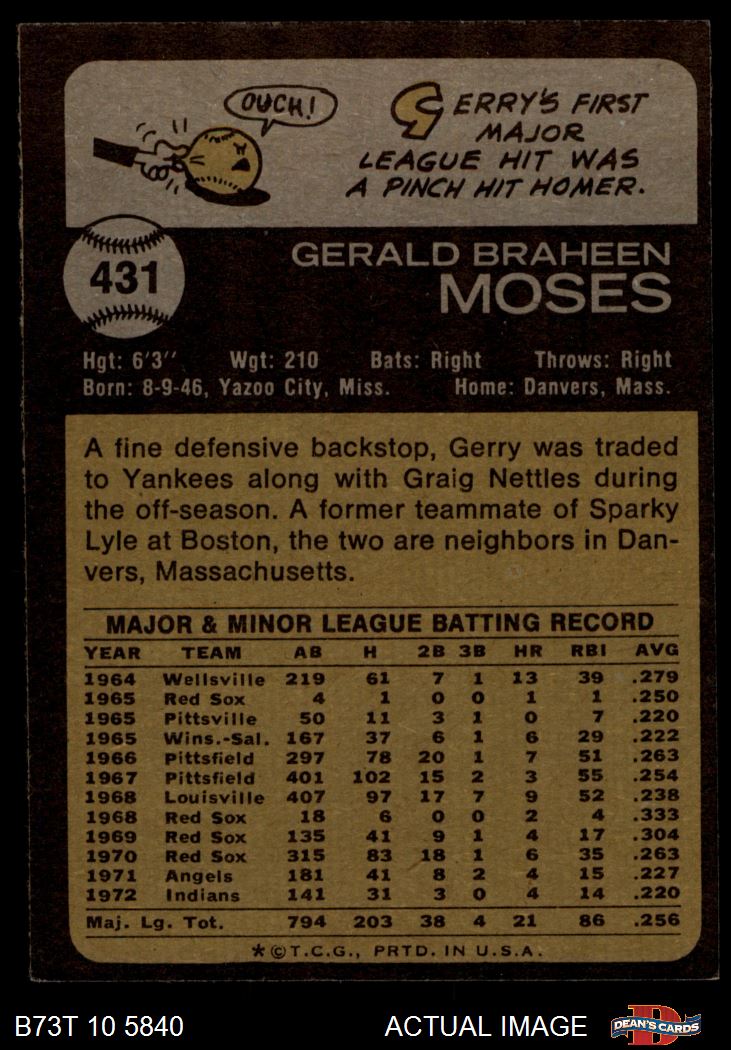 OUCH!
GERRY'S FIRST
MAJOR
LEAGUE HIT WAS
A PINCH HIT HOMER.
431
GERALD BRAHEEN
MOSES
Hgt: 6'3" Wgt: 210 Bats: Right Throws: Right
Born: 8-9-46, Yazoo City, Miss. Home: Danvers, Mass.
A fine defensive backstop, Gerry was traded
to Yankees along with Graig Nettles during
the off-season. A former teammate of Sparky
Lyle at Boston, the two are neighbors in Dan-
vers, Massachusetts.
MAJOR & MINOR LEAGUE BATTING RECORD
YEAR TEAM AB H 2B 3B HR RBI AVG
1964 Wellsville 219 61 7 1 13 39 .279
1965 Red Sox 4 1 0 0 1 1 .250
1965 Pittsville 50 11 3 1 0 7 .220
1965 Wins.-Sal. 167 37 6 1 6 29 .222
1966 Pittsfield 297 78 20 1 7 51 .263
1967 Pittsfield 401 102 15 2 3 55 .254
1968 Louisville 407 97 17 7 9 52 .238
1968 Red Sox 18 6 0 0 2 4 .333
1969 Red Sox 135 41 9 1 4 17 .304
1970 Red Sox 315 83 18 1 6 35 .263
1971 Angels 181 41 8 2 4 15 .227
1972 Indians 141 31 3 0 4 14 .220
Maj. Lg. Tot. 794 203 38 4 21 86 .256
*©T.C.G., PRTD. IN U.S.A.
B73T 10 5840 ACTUAL IMAGE DEAN'S CARDS